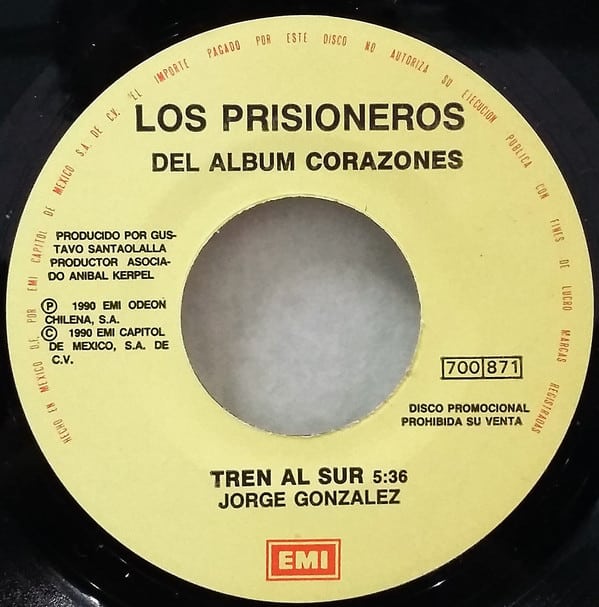 HECHO EN MEXICO D.F. POR EMI CAPITOL DE MEXICO S.A. DE C.V. EL IMPORTE PAGADO POR ESTE DISCO NO AUTORIZA SU EJECUCION PUBLICA CON FINES DE LUCRO MARCAS REGISTRADAS
LOS PRISIONEROS
DEL ALBUM CORAZONES
PRODUCIDO POR GUS-
TAVO SANTAOLALLA
PRODUCTOR ASOCIA-
DO ANIBAL KERPEL
Ⓟ 1990 EMI ODEON
CHILENA, S.A.
© 1990 EMI CAPITOL
DE MEXICO, S.A. DE
C.V.
700 871
DISCO PROMOCIONAL
PROHIBIDA SU VENTA
TREN AL SUR 5:36
JORGE GONZALEZ
EMI